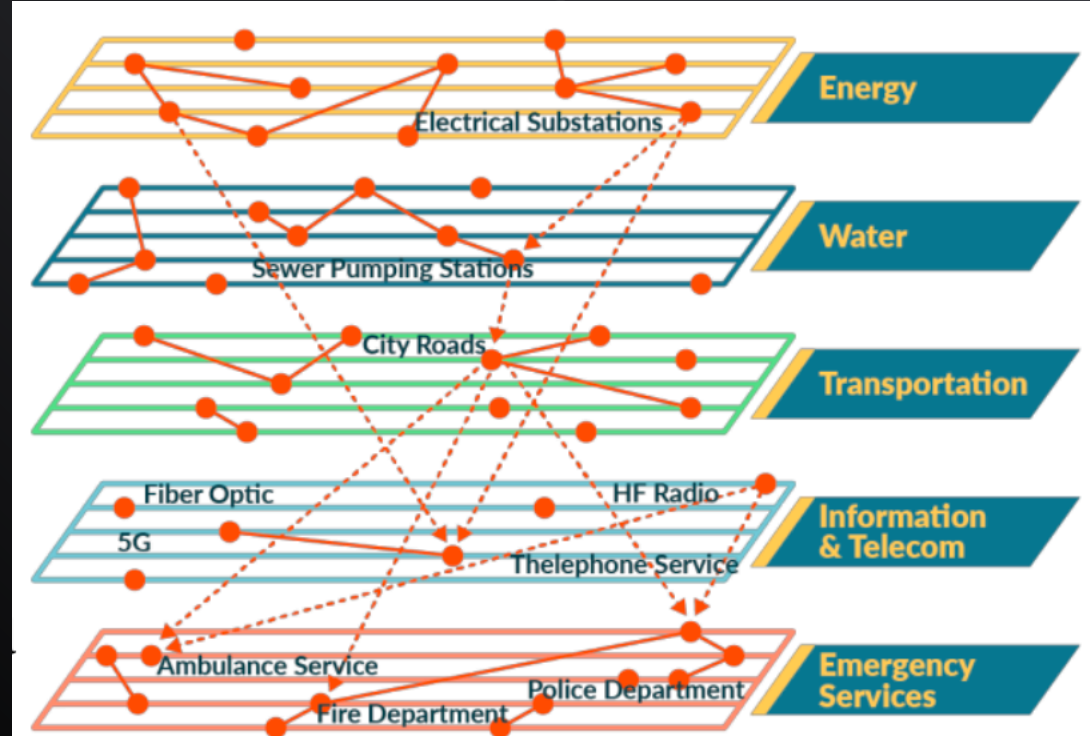 Energy
Electrical Substations
Water
Sewer Pumping Stations
City Roads
Transportation
Fiber Optic
HF Radio
5G
Information
& Telecom
Thelephone Service
Ambulance Service
Emergency
Services
Police Department
Fire Department